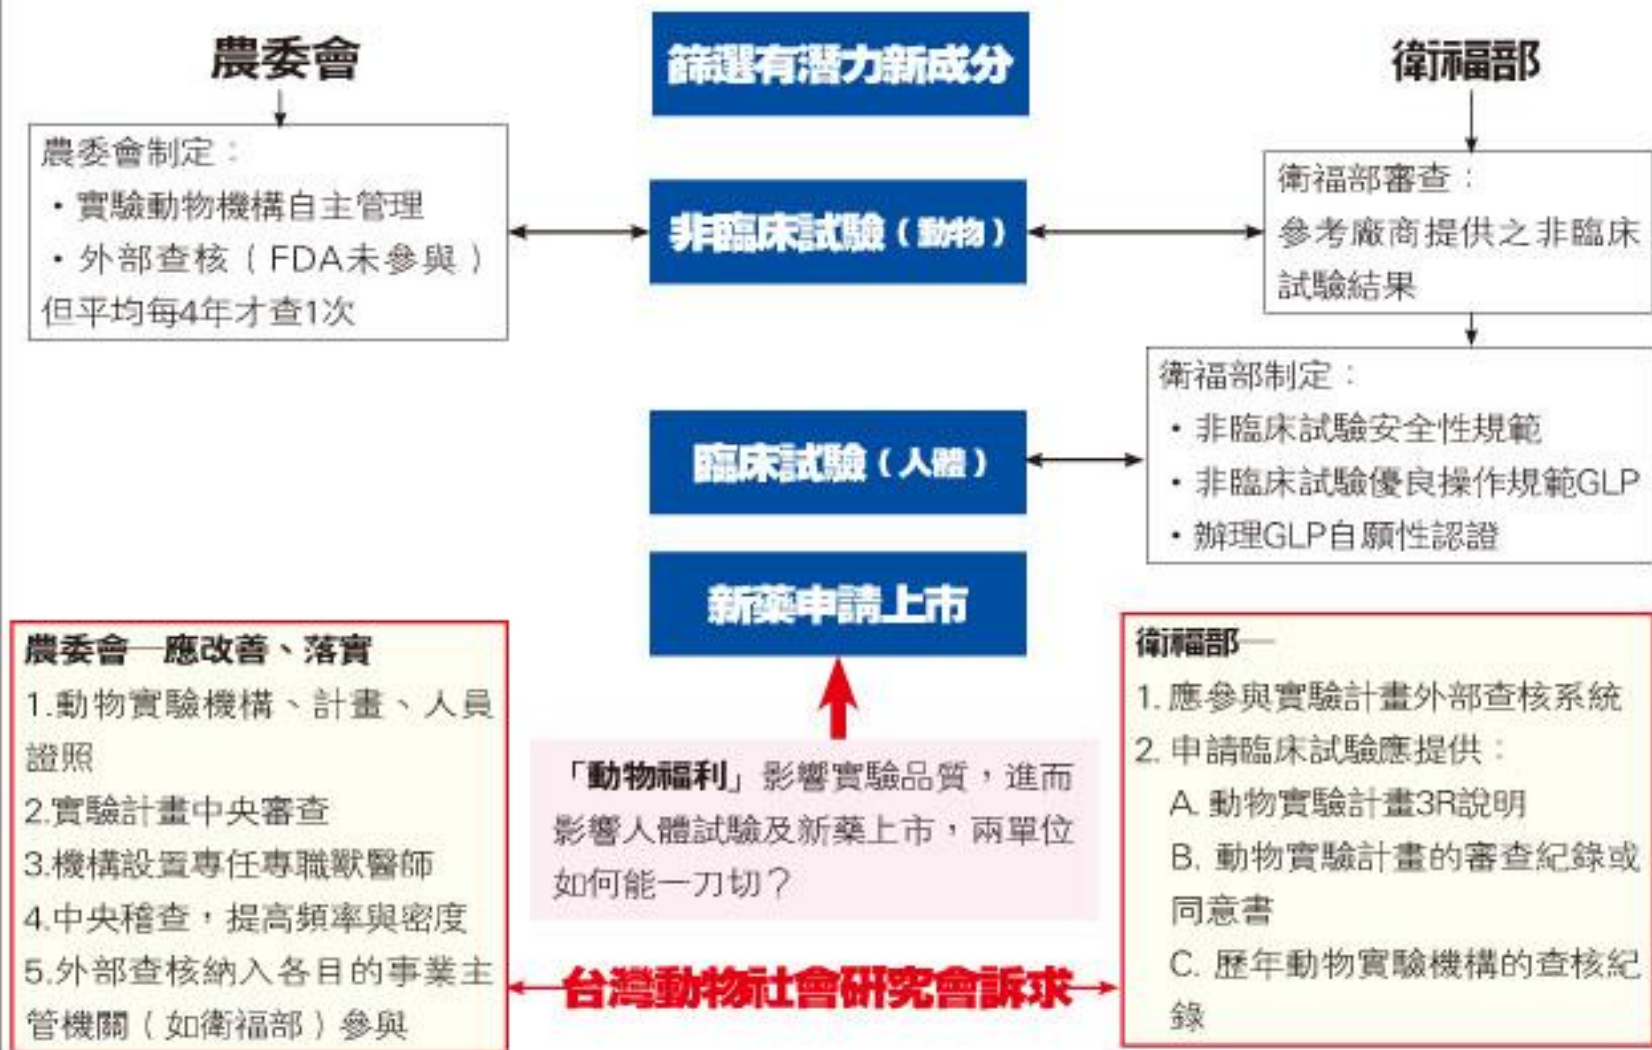 農委會
農委會制定：
・實驗動物機構自主管理
・外部查核（FDA未參與）
但平均每4年才查1次
篩選有潛力新成分
非臨床試驗（動物）
臨床試驗（人體）
新藥申請上市
衛福部
衛福部審查：
參考廠商提供之非臨床
試驗結果
衛福部制定：
・非臨床試驗安全性規範
・非臨床試驗優良操作規範GLP
・辦理GLP自願性認證
農委會—應改善、落實
1.動物實驗機構、計畫、人員
證照
2.實驗計畫中央審查
3.機構設置專任專職獸醫師
4.中央稽查，提高頻率與密度
5.外部查核納入各目的事業主
管機關（如衛福部）參與
「動物福利」影響實驗品質，進而
影響人體試驗及新藥上市，兩單位
如何能一刀切？
台灣動物社會研究會訴求
衛福部—
1. 應參與實驗計畫外部查核系統
2. 申請臨床試驗應提供：
A. 動物實驗計畫3R說明
B. 動物實驗計畫的審查紀錄或
同意書
C. 歷年動物實驗機構的查核紀
錄